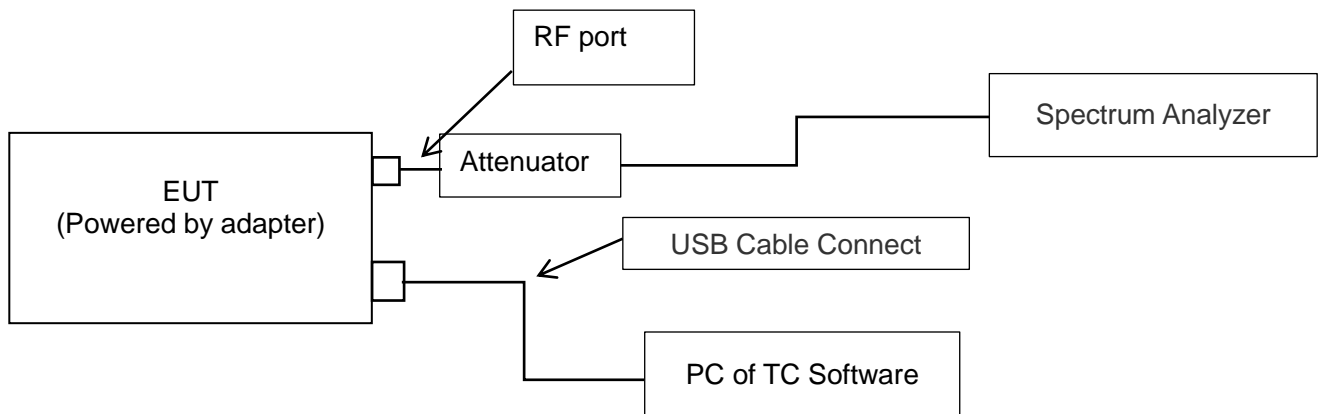 RF port
Spectrum Analyzer
Attenuator
EUT
(Powered by adapter)
USB Cable Connect
PC of TC Software